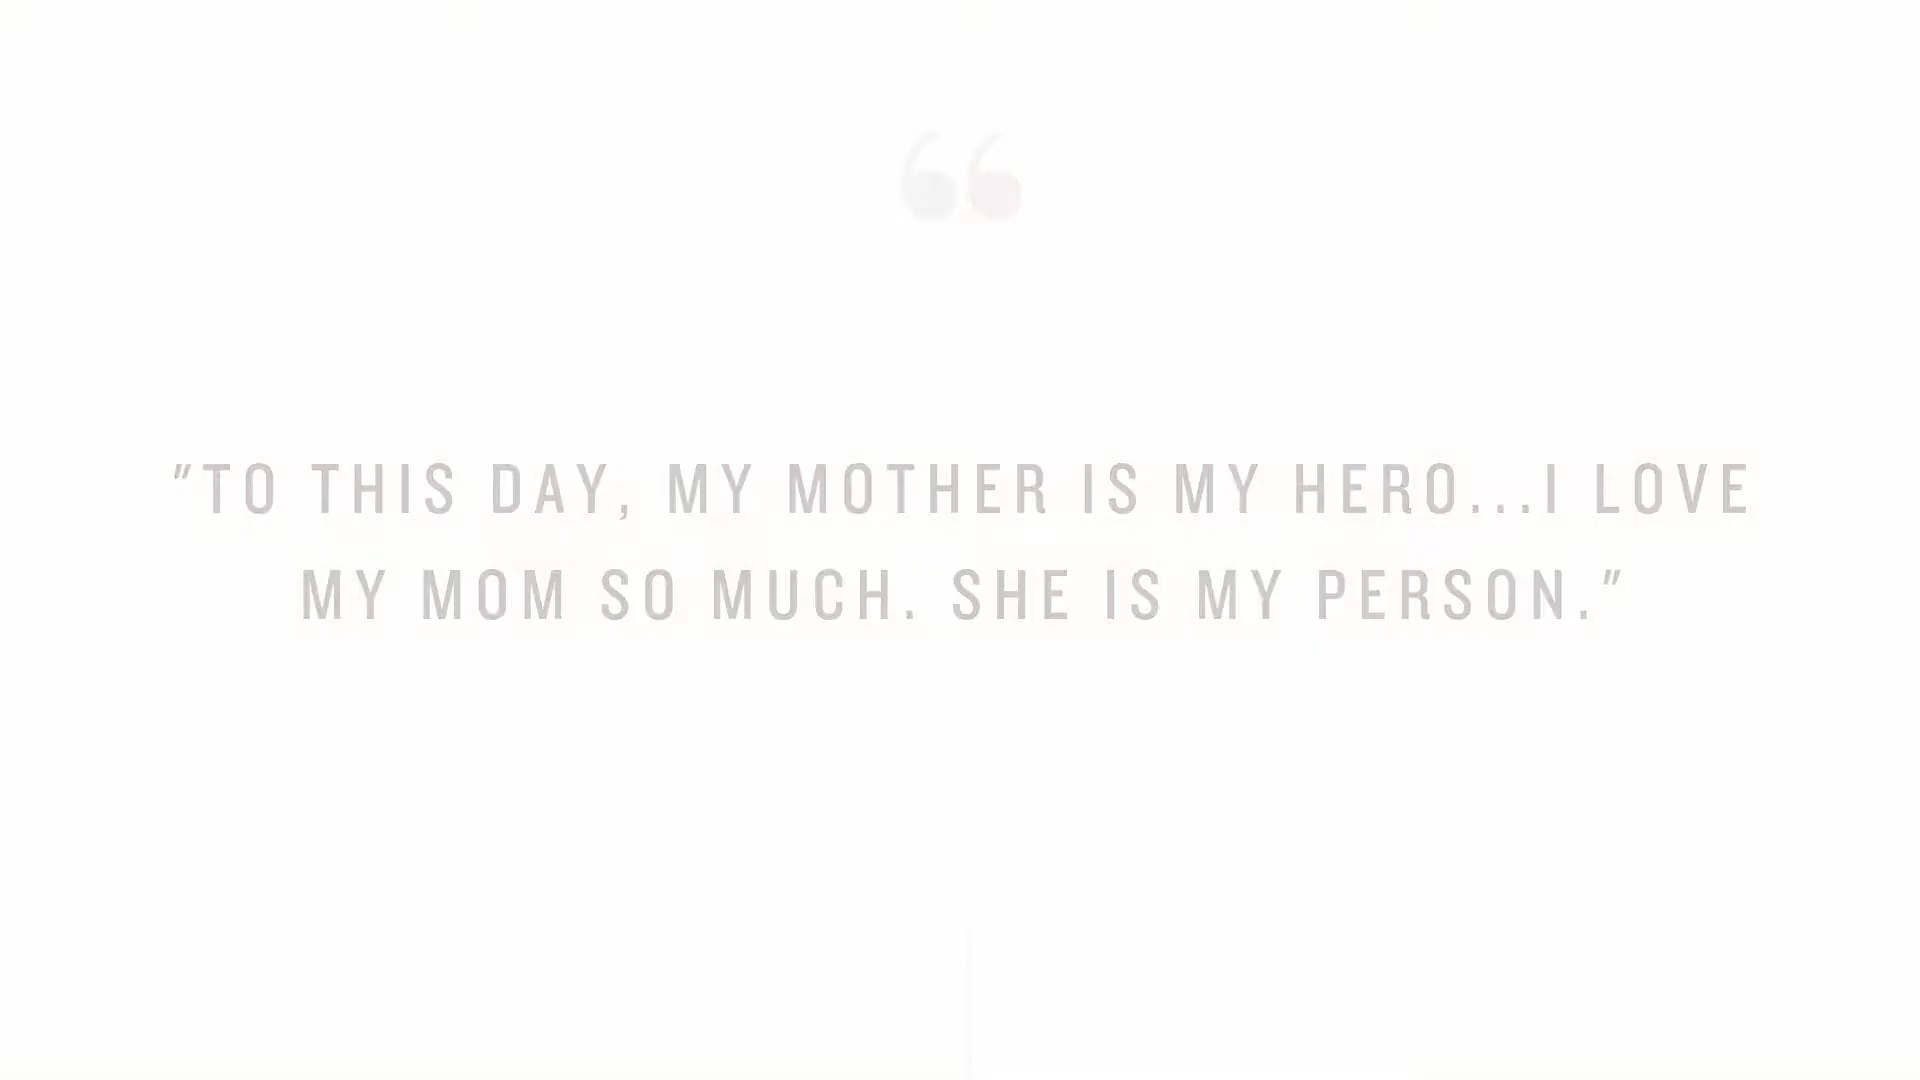 "TO THIS DAY, MY MOTHER IS MY HERO...I LOVE
MY MOM SO MUCH. SHE IS MY PERSON."